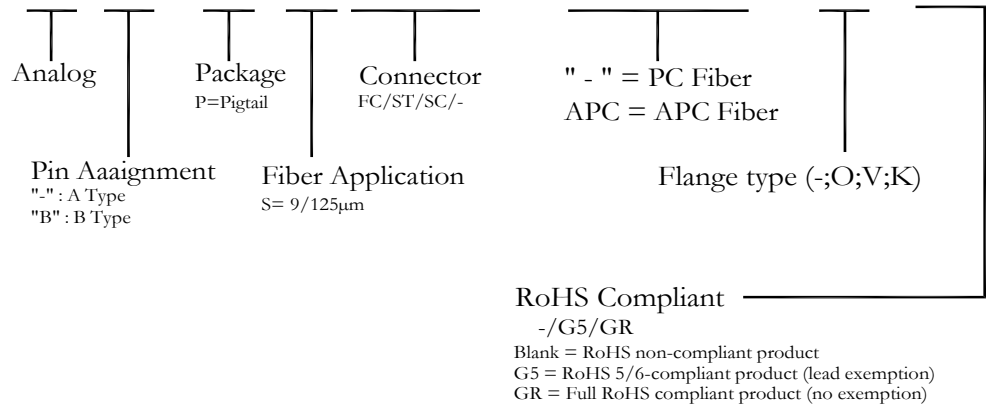 Analog
Package
P=Pigtail
Connector
FC/ST/SC/-
" - " = PC Fiber
APC = APC Fiber
Pin Aaaignment
"-" : A Type
"B" : B Type
Fiber Application
S= 9/125μm
Flange type (-;O;V;K)
RoHS Compliant
-/G5/GR
Blank = RoHS non-compliant product
G5 = RoHS 5/6-compliant product (lead exemption)
GR = Full RoHS compliant product (no exemption)